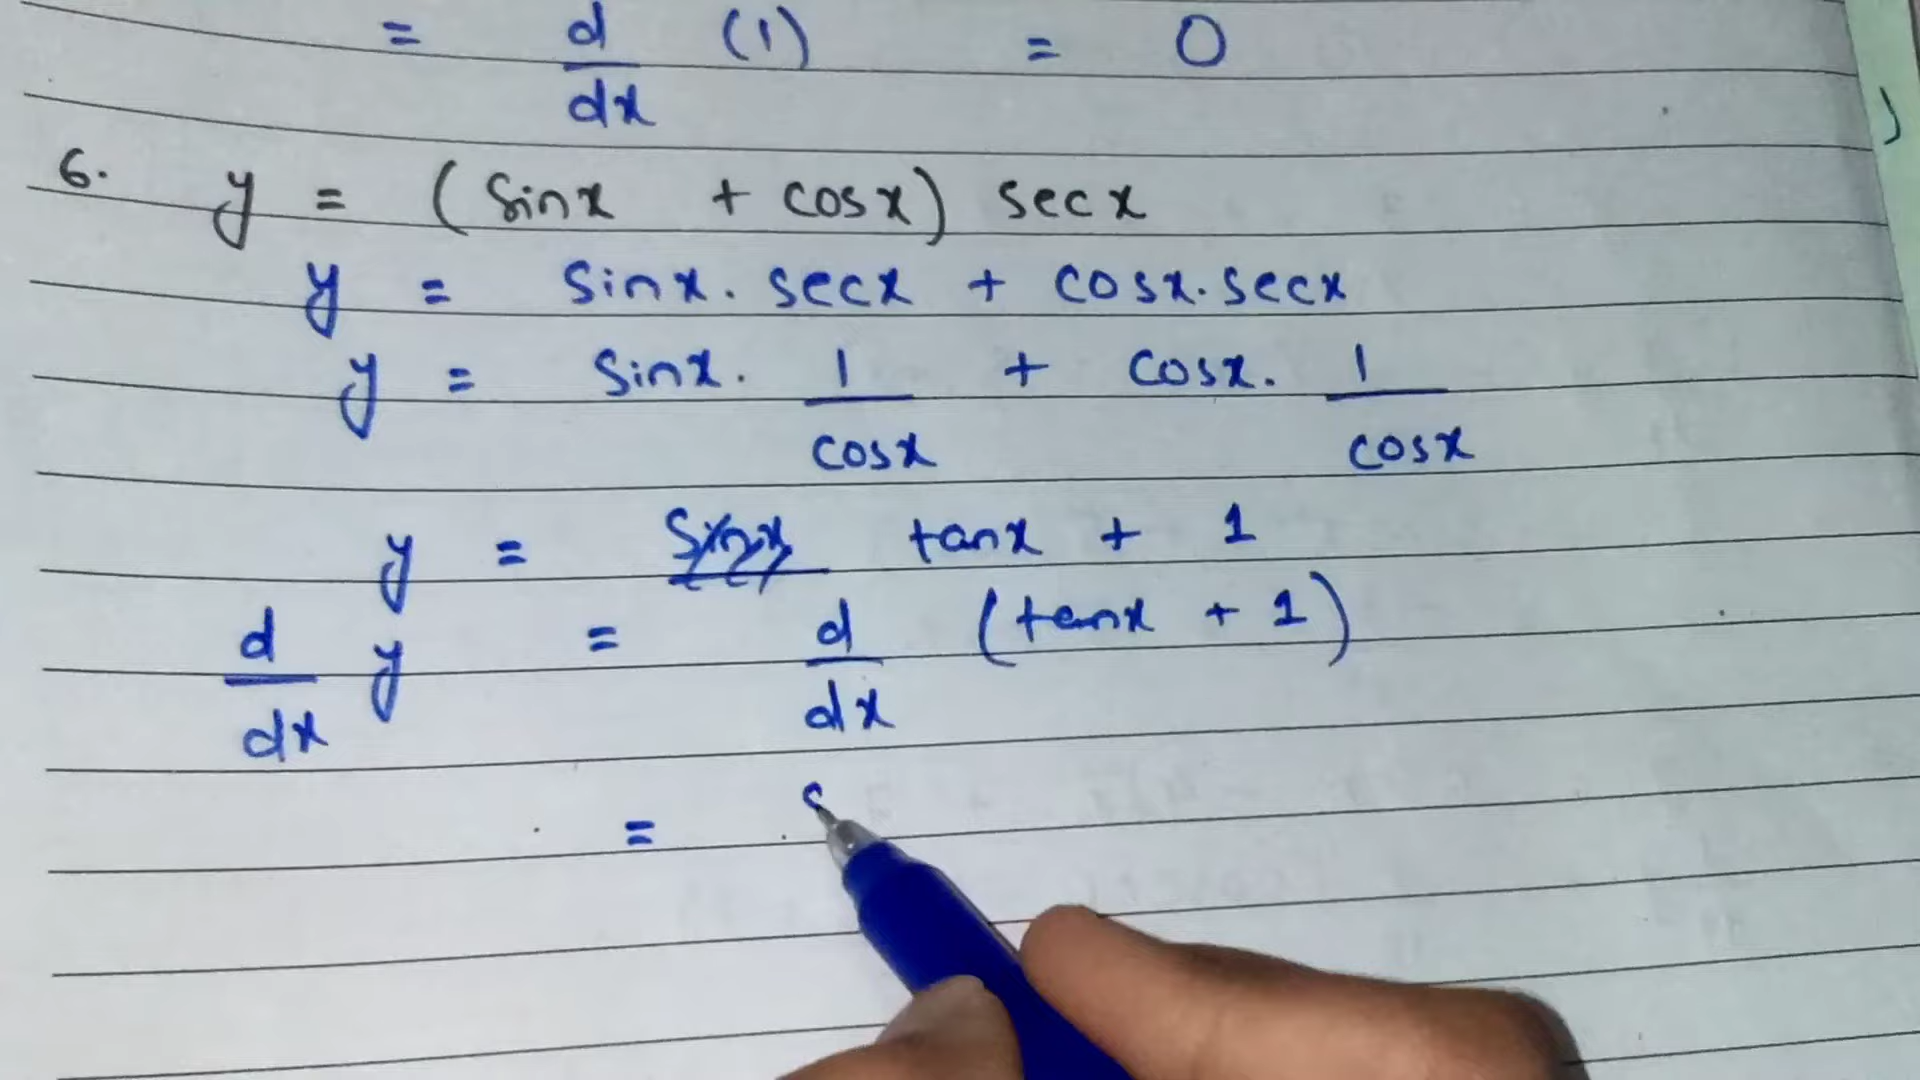 = d/dx (1) = 0
6. y = (sinx + cosx) secx
y = sinx. secx + cosx. secx
y = sinx. 1/cosx + cosx. 1/cosx
y = tanx + 1
d/dx y = d/dx (tanx + 1)
= s